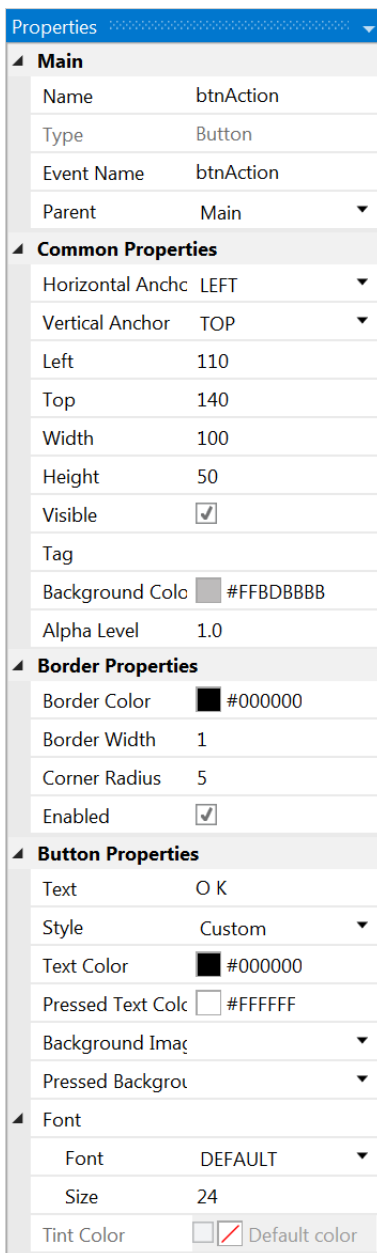 Properties
Main
Name btnAction
Type Button
Event Name btnAction
Parent Main
Common Properties
Horizontal Anchc LEFT
Vertical Anchor TOP
Left 110
Top 140
Width 100
Height 50
Visible
Tag
Background Colo #FFBDBBBB
Alpha Level 1.0
Border Properties
Border Color #000000
Border Width 1
Corner Radius 5
Enabled
Button Properties
Text O K
Style Custom
Text Color #000000
Pressed Text Colc #FFFFFF
Background Imag
Pressed Backgrou
Font
Font DEFAULT
Size 24
Tint Color Default color